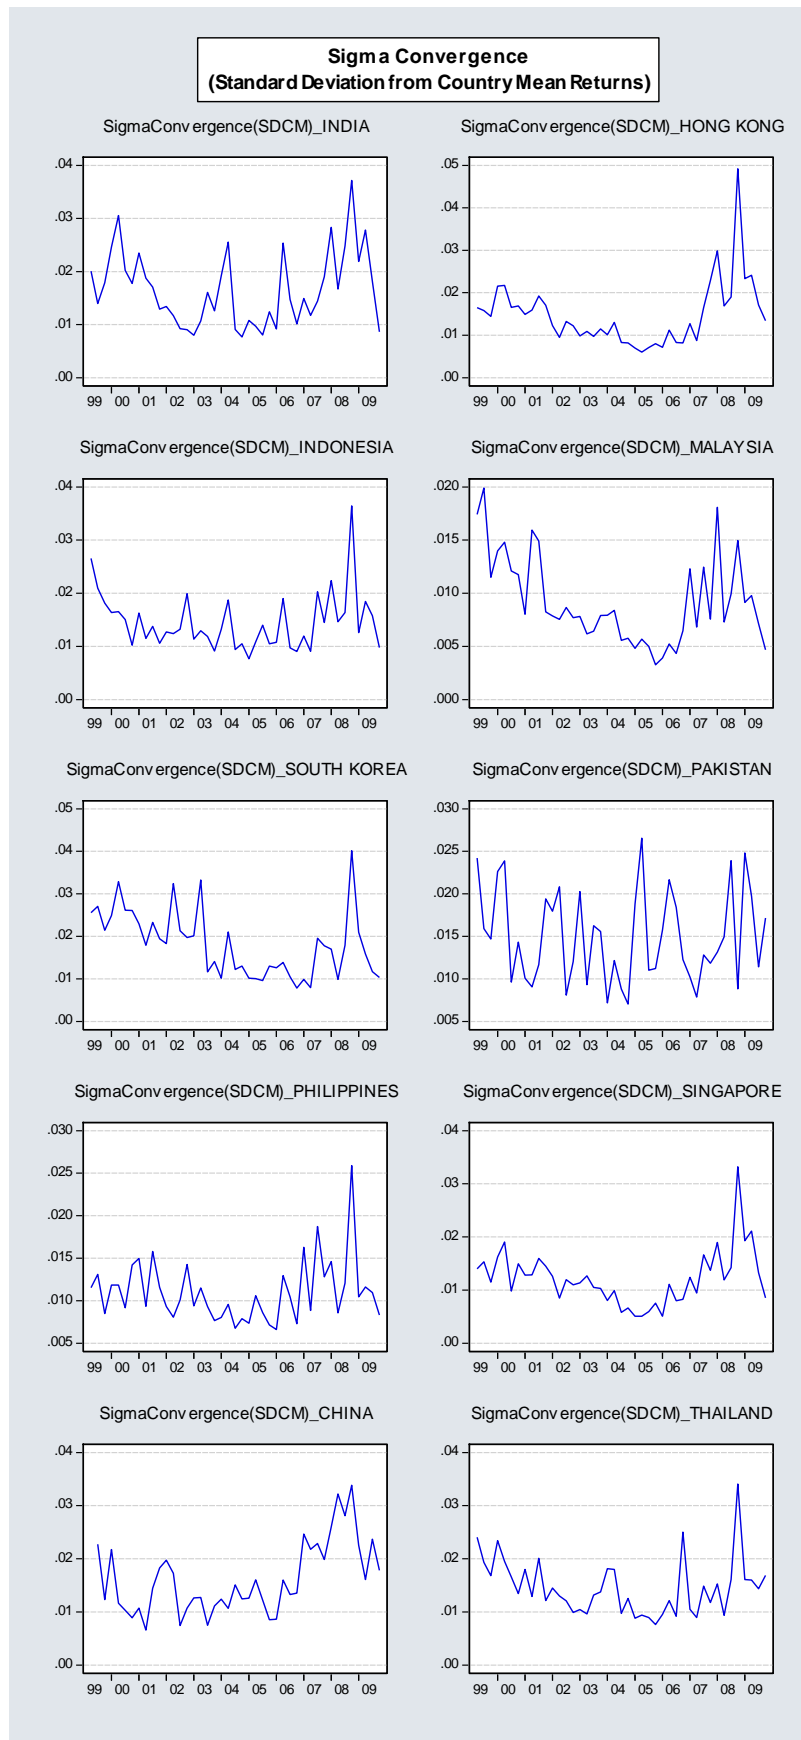 Sigma Convergence
(Standard Deviation from Country Mean Returns)
SigmaConvergence(SDCM)_INDIA
.04
.03
.02
.01
.00
99 00 01 02 03 04 05 06 07 08 09
SigmaConvergence(SDCM)_HONG KONG
.05
.04
.03
.02
.01
.00
99 00 01 02 03 04 05 06 07 08 09
SigmaConvergence(SDCM)_INDONESIA
.04
.03
.02
.01
.00
99 00 01 02 03 04 05 06 07 08 09
SigmaConvergence(SDCM)_MALAYSIA
.020
.015
.010
.005
.000
99 00 01 02 03 04 05 06 07 08 09
SigmaConvergence(SDCM)_SOUTH KOREA
.05
.04
.03
.02
.01
.00
99 00 01 02 03 04 05 06 07 08 09
SigmaConvergence(SDCM)_PAKISTAN
.030
.025
.020
.015
.010
.005
99 00 01 02 03 04 05 06 07 08 09
SigmaConvergence(SDCM)_PHILIPPINES
.030
.025
.020
.015
.010
.005
99 00 01 02 03 04 05 06 07 08 09
SigmaConvergence(SDCM)_SINGAPORE
.04
.03
.02
.01
.00
99 00 01 02 03 04 05 06 07 08 09
SigmaConvergence(SDCM)_CHINA
.04
.03
.02
.01
.00
99 00 01 02 03 04 05 06 07 08 09
SigmaConvergence(SDCM)_THAILAND
.04
.03
.02
.01
.00
99 00 01 02 03 04 05 06 07 08 09